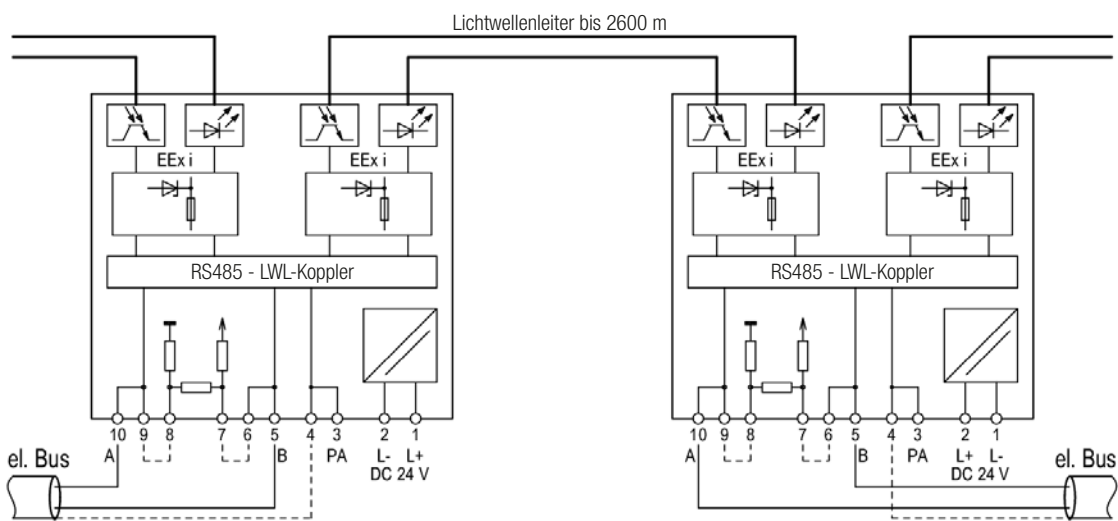 Lichtwellenleiter bis 2600 m
EEx i EEx i EEx i EEx i
RS485 - LWL-Koppler RS485 - LWL-Koppler
10 9 8 7 6 5 4 3 2 1 10 9 8 7 6 5 4 3 2 1
A B PA L- L+ A B PA L+ L-
DC 24 V DC 24 V
el. Bus el. Bus